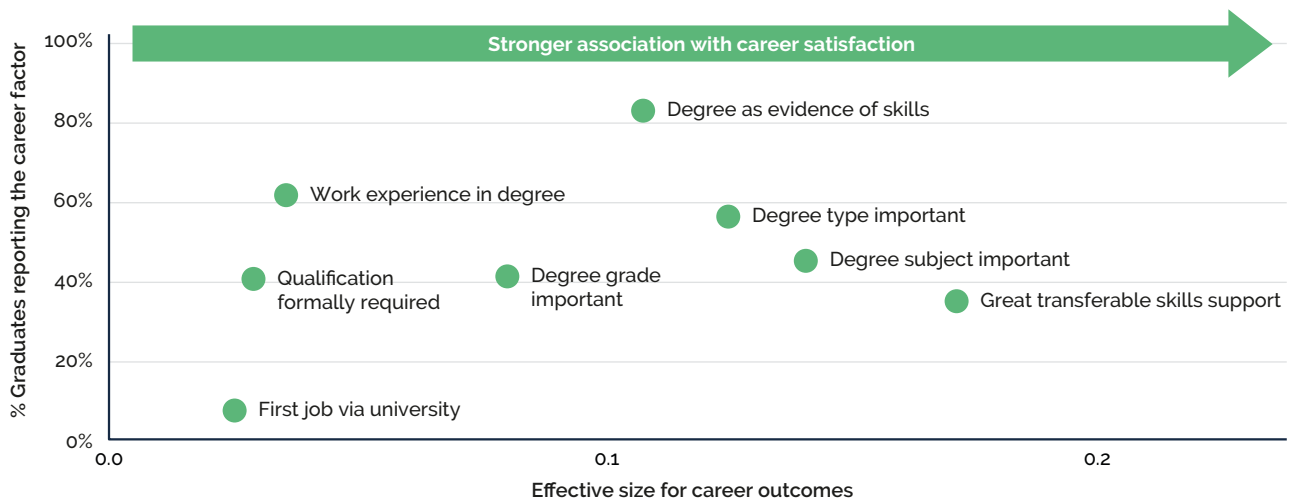 % Graduates reporting the career factor
100%
80%
60%
40%
20%
0%
Stronger association with career satisfaction
Degree as evidence of skills
Work experience in degree
Degree type important
Degree subject important
Qualification
formally required
Degree grade
important
Great transferable skills support
First job via university
0.0
0.1
0.2
Effective size for career outcomes